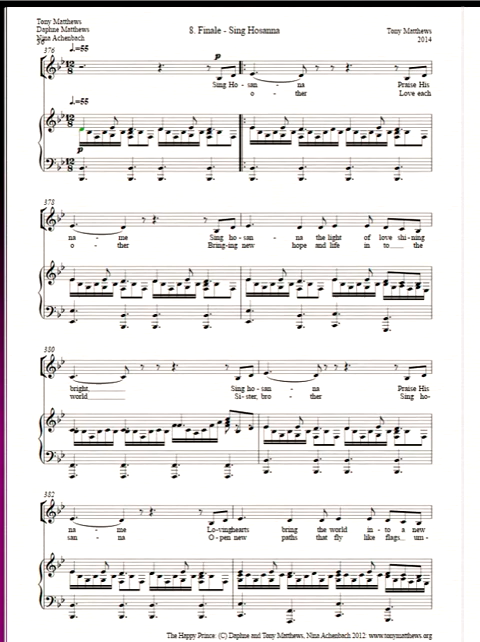 Tony Matthews
Daphne Matthews
Nina Achenbach
8. Finale - Sing Hosanna
Tony Matthews
2014
376
♩.=55
p
Sing Ho - san - na Praise His
o - ther Love each
♩.=55
12 8
p
378
na - me Sing ho - san - na the light of love shi - ning
o - ther Bring-ing new hope and life in to the
380
bright, Sing ho - san - na Praise His
world Si - ster, bro - ther Sing ho-
382
na - me Lo-ving hearts bring the world in - to a new
san - na O-pen new paths that fly like flags un-
The Happy Prince: (C) Daphne and Tony Matthews, Nina Achenbach 2012 www.tonymatthews.org